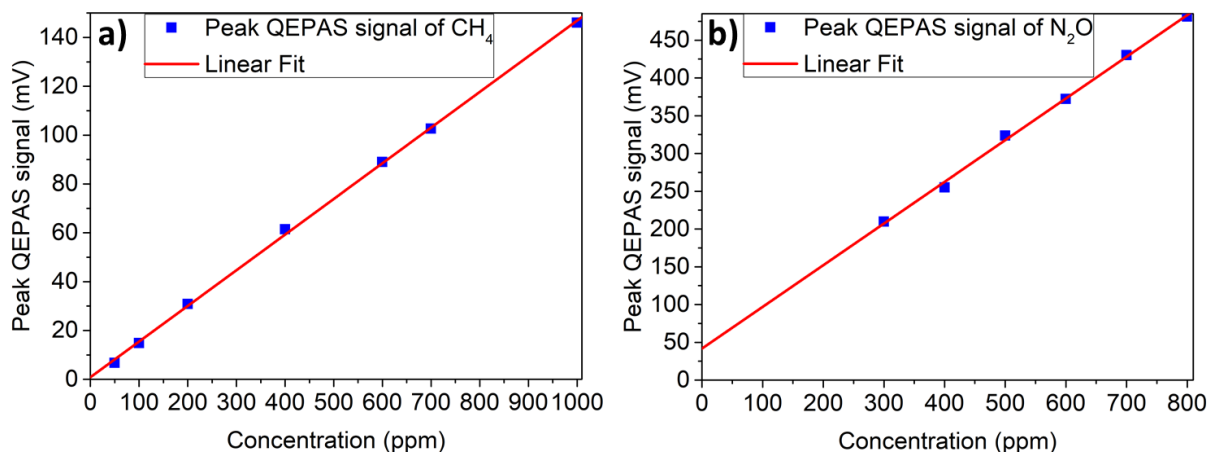 a)
Peak QEPAS signal of CH₄
Linear Fit
Peak QEPAS signal (mV)
140
120
100
80
60
40
20
0
0 100 200 300 400 500 600 700 800 900 1000
Concentration (ppm)
b)
Peak QEPAS signal of N₂O
Linear Fit
Peak QEPAS signal (mV)
450
400
350
300
250
200
150
100
50
0
0 100 200 300 400 500 600 700 800
Concentration (ppm)